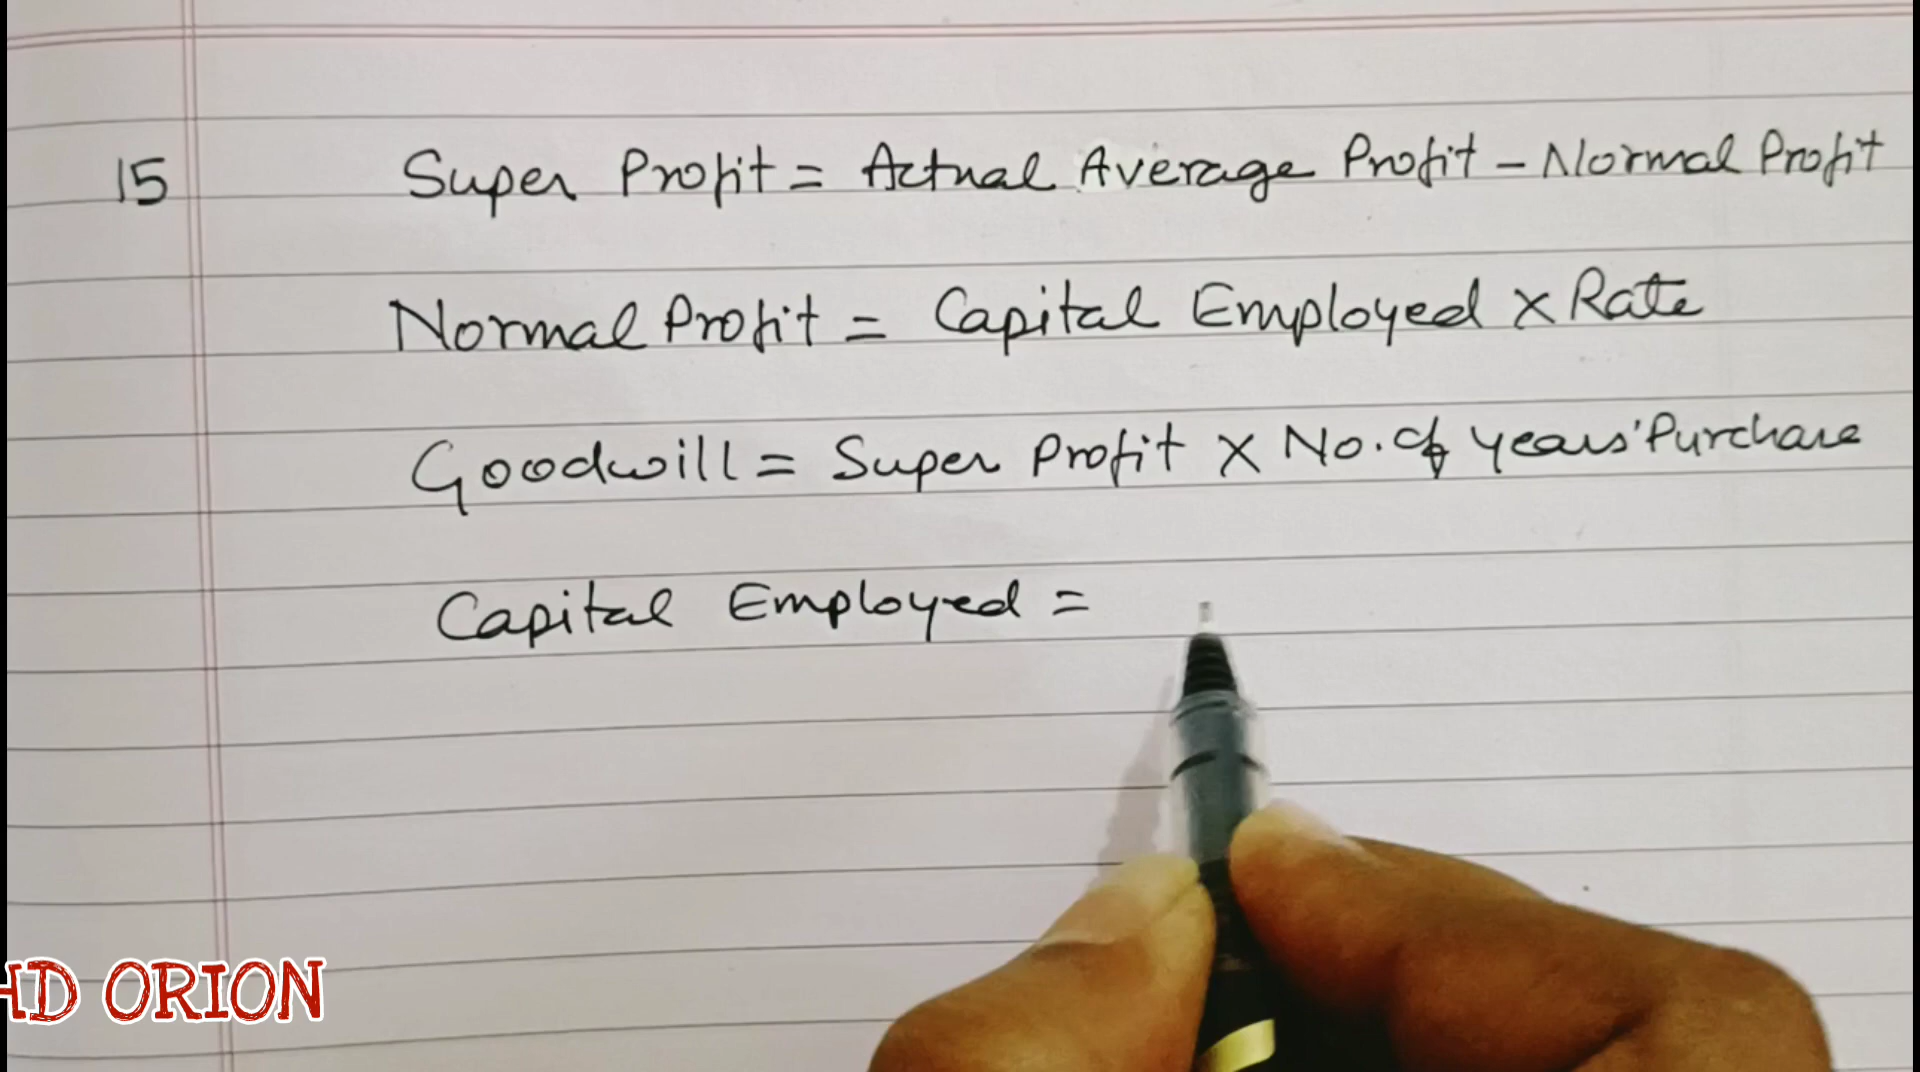 15 Super Profit = Actual Average Profit - Normal Profit
Normal Profit = Capital Employed x Rate
Goodwill = Super Profit x No. of years' Purchase
Capital Employed =
HD ORION